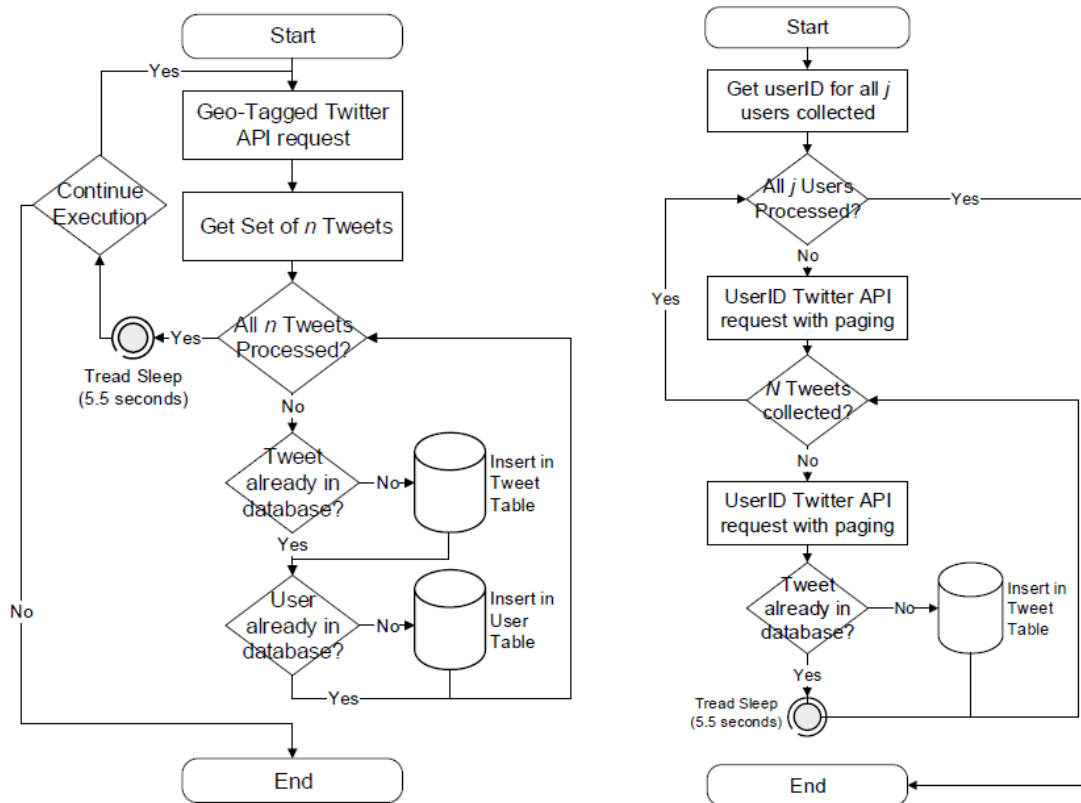 Start
Yes
Geo-Tagged Twitter
API request
Continue
Execution
Get Set of n Tweets
All n Tweets
Processed?
Yes
Tread Sleep
(5.5 seconds)
No
Tweet
already in
database?
No
Insert in
Tweet
Table
Yes
User
already in
database?
No
Insert in
User
Table
Yes
No
End
Start
Get userID for all j
users collected
All j Users
Processed?
Yes
No
UserID Twitter API
request with paging
Yes
N Tweets
collected?
No
UserID Twitter API
request with paging
Tweet
already in
database?
No
Insert in
Tweet
Table
Yes
Tread Sleep
(5.5 seconds)
End